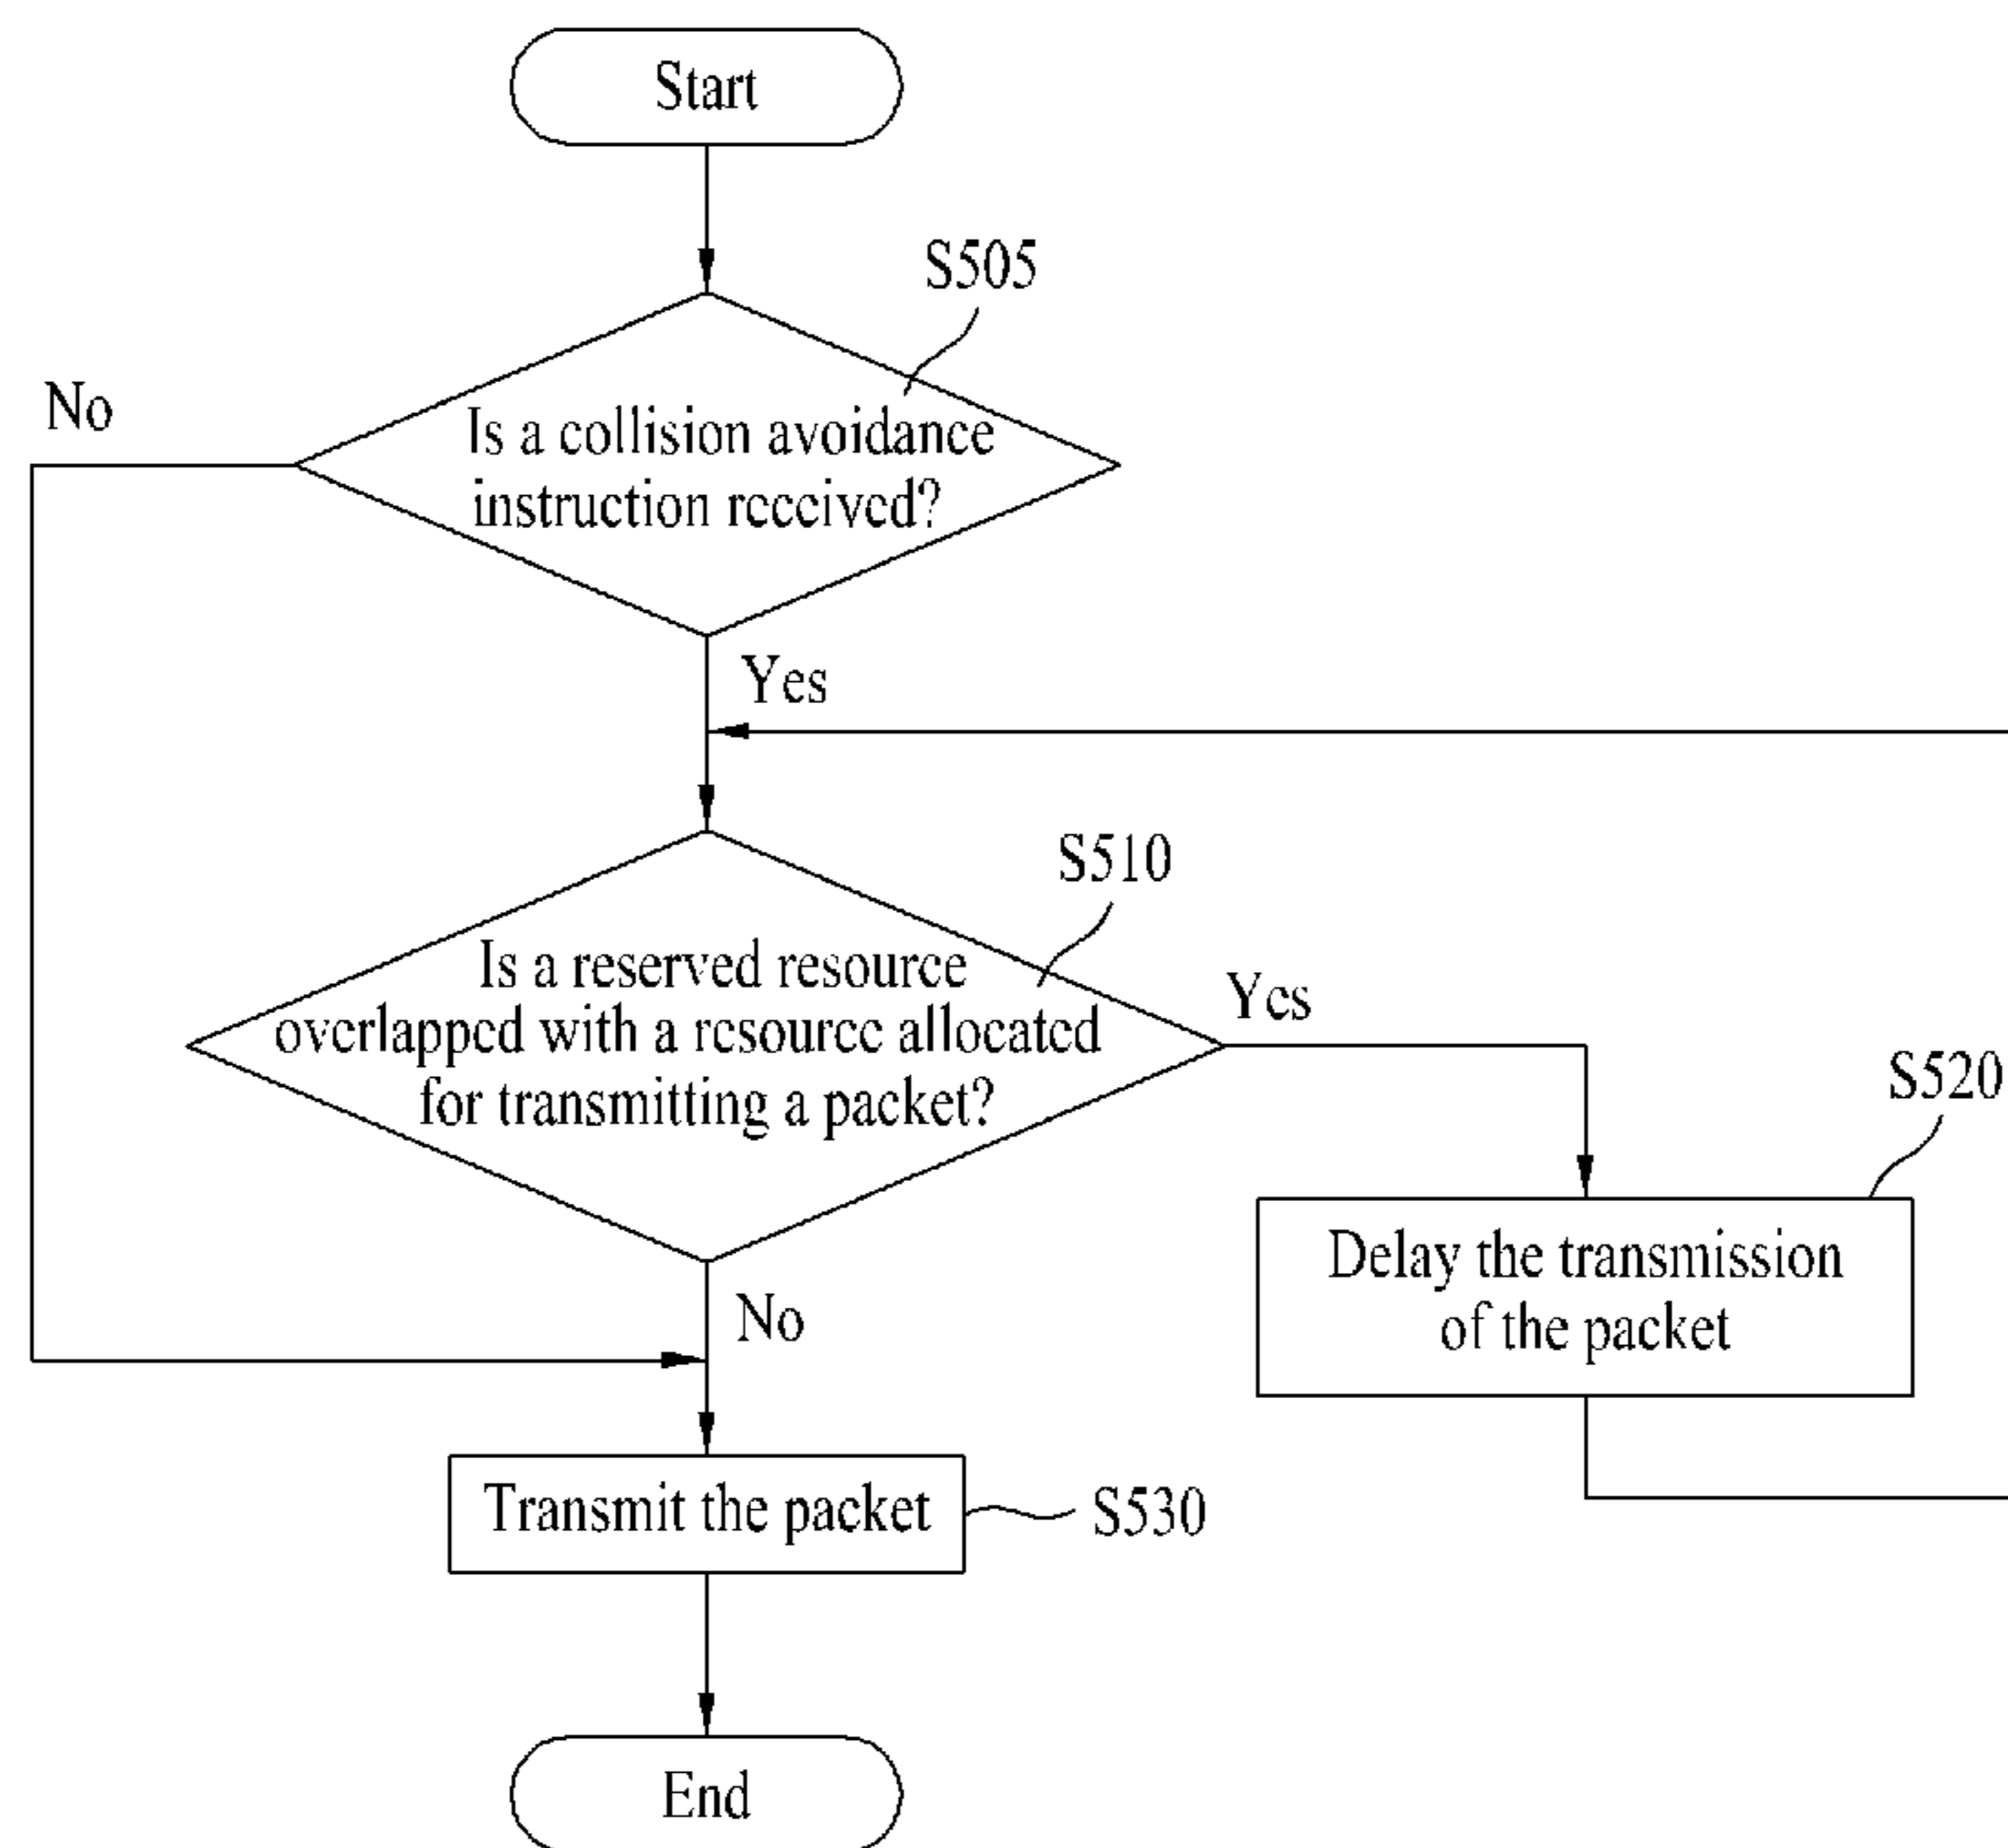 Start
S505
No
Is a collision avoidance
instruction received?
Yes
S510
Is a reserved resource
overlapped with a resource allocated
for transmitting a packet?
Yes
S520
Delay the transmission
of the packet
No
Transmit the packet
S530
End